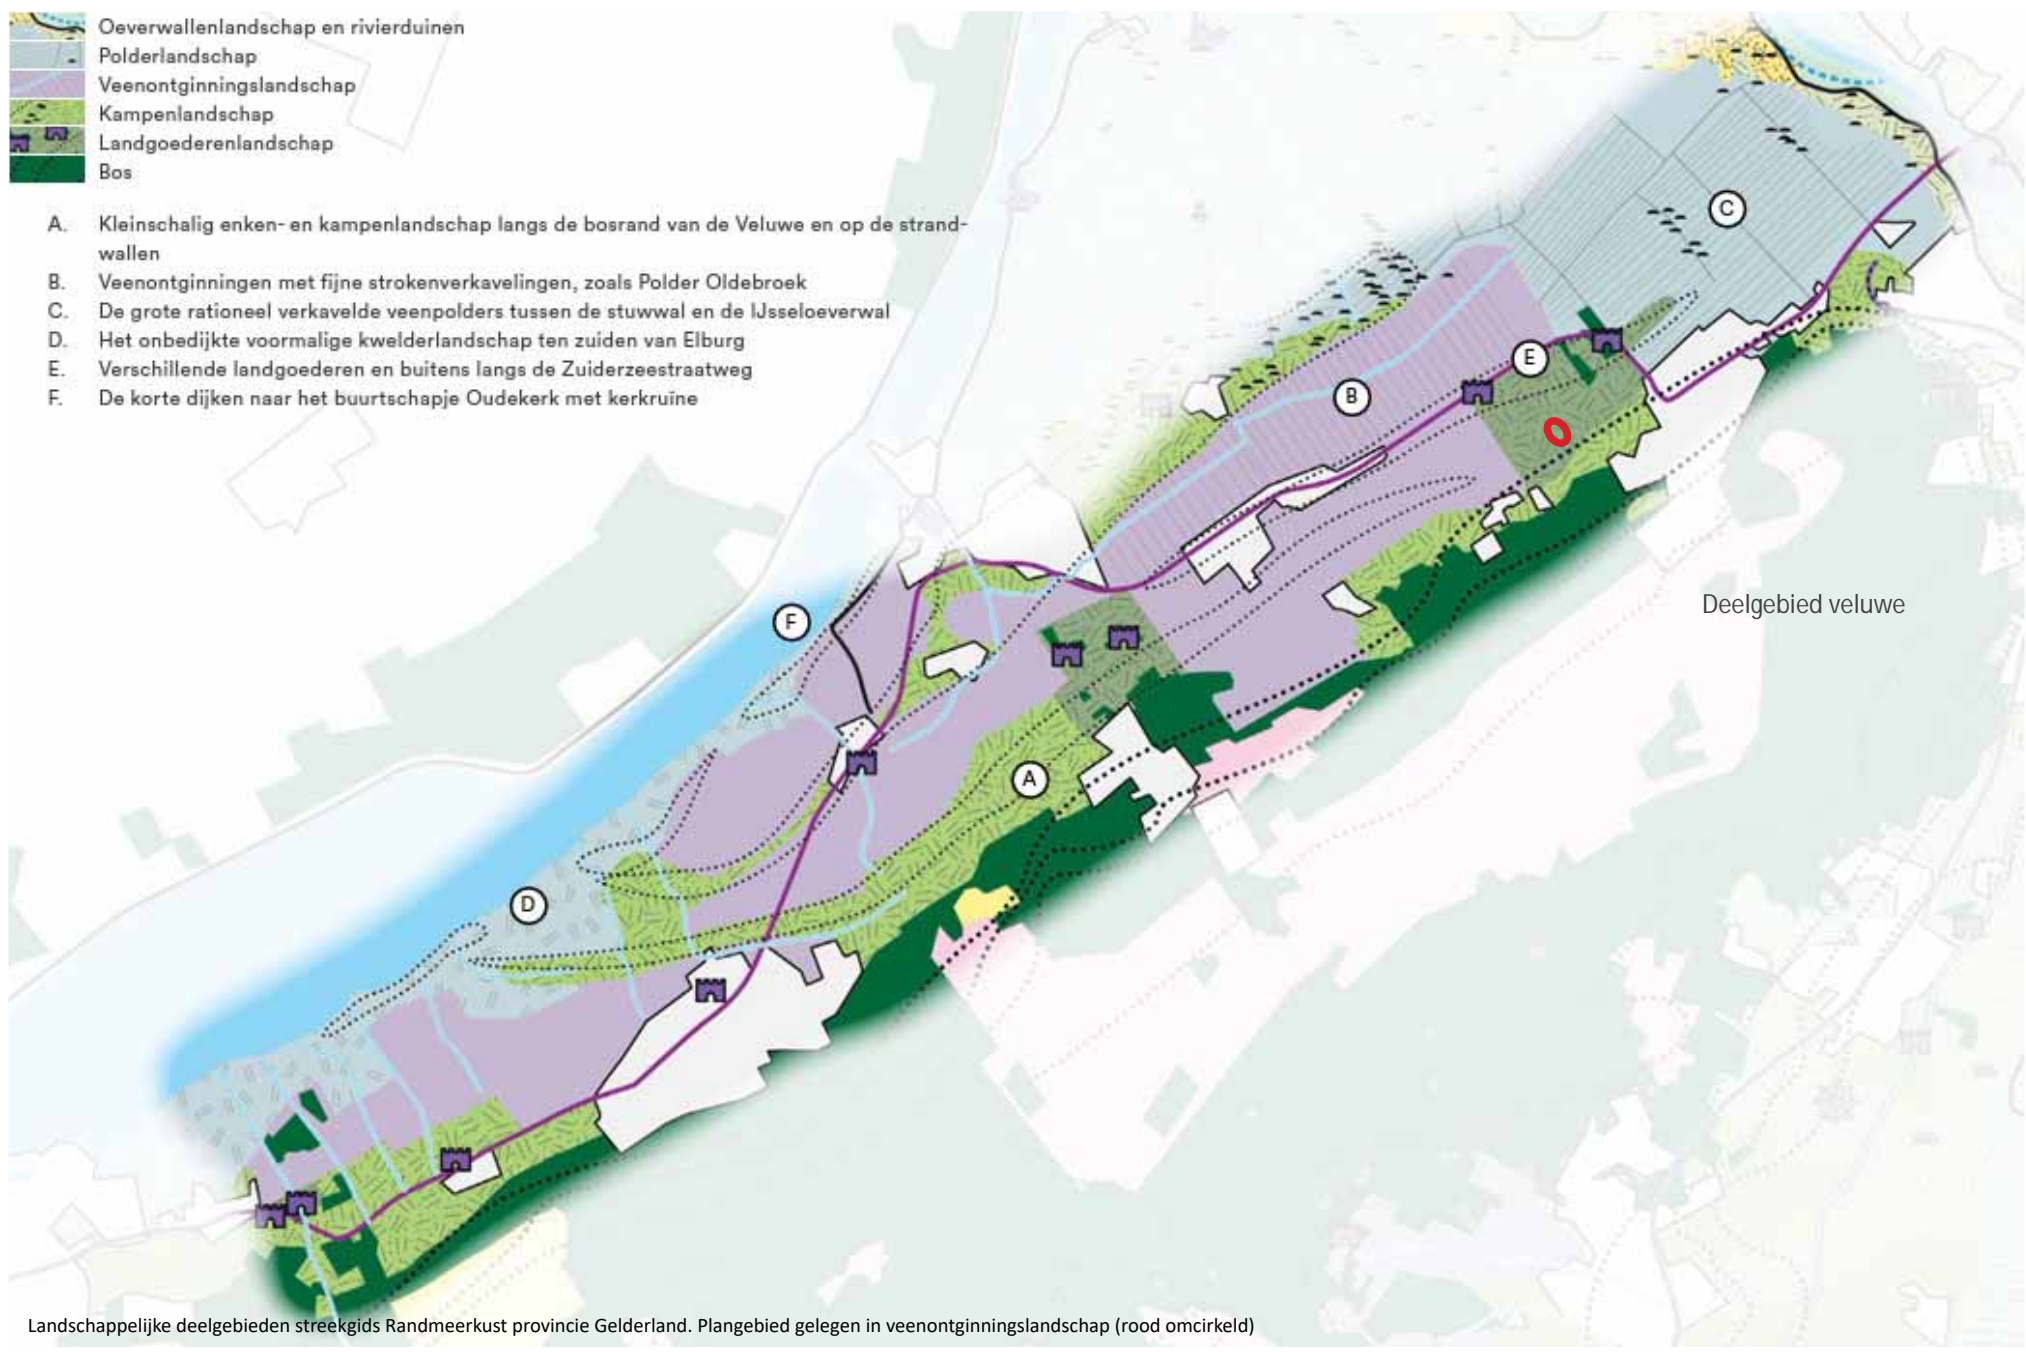 Oeverwallenlandschap en rivierduinen
Polderlandschap
Veenontginningslandschap
Kampenlandschap
Landgoederenlandschap
Bos
A. Kleinschalig enken- en kampenlandschap langs de bosrand van de Veluwe en op de strand-
wallen
B. Veenontginningen met fijne strokenverkavelingen, zoals Polder Oldebroek
C. De grote rationeel verkavelde veenpolders tussen de stuwwal en de IJsseloeverwal
D. Het onbedijkte voormalige kwelderlandschap ten zuiden van Elburg
E. Verschillende landgoederen en buitens langs de Zuiderzeestraatweg
F. De korte dijken naar het buurtschapje Oudekerk met kerkruïne
C
E
B
Deelgebied veluwe
F
A
D
Landschappelijke deelgebieden streekgids Randmeerkust provincie Gelderland. Plangebied gelegen in veenontginningslandschap (rood omcirkeld)